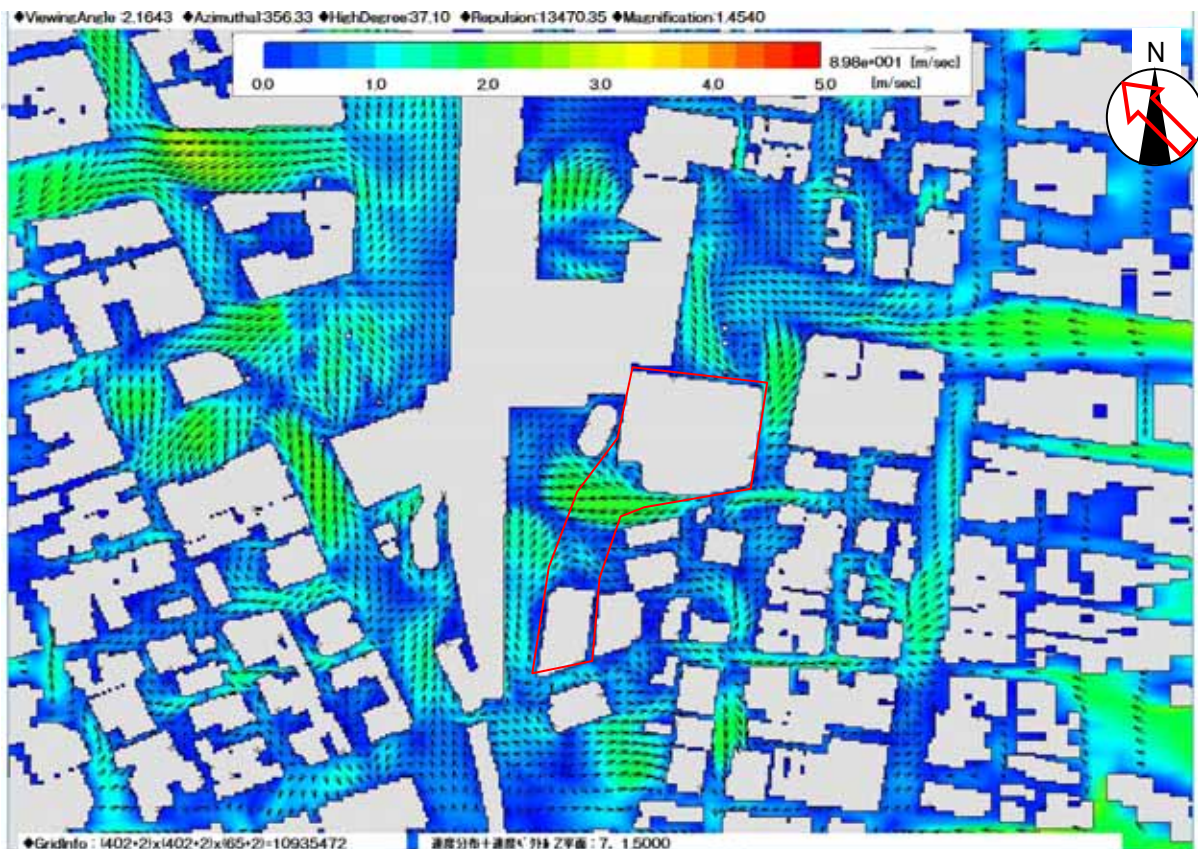 ◆ViewingAngle:2.1643 ◆Azimuthal:356.33 ◆HighDegree:37.10 ◆Repulsion:13470.35 ◆Magnification:1.4540
8.98e+001 [m/sec]
0.0 1.0 2.0 3.0 4.0 5.0 [m/sec]
N
◆GridInfo : (402+2)x(402+2)x(65+2)=10935472 速度分布+速度ﾍﾞｸﾄﾙ Z平面 : 7, 1.5000